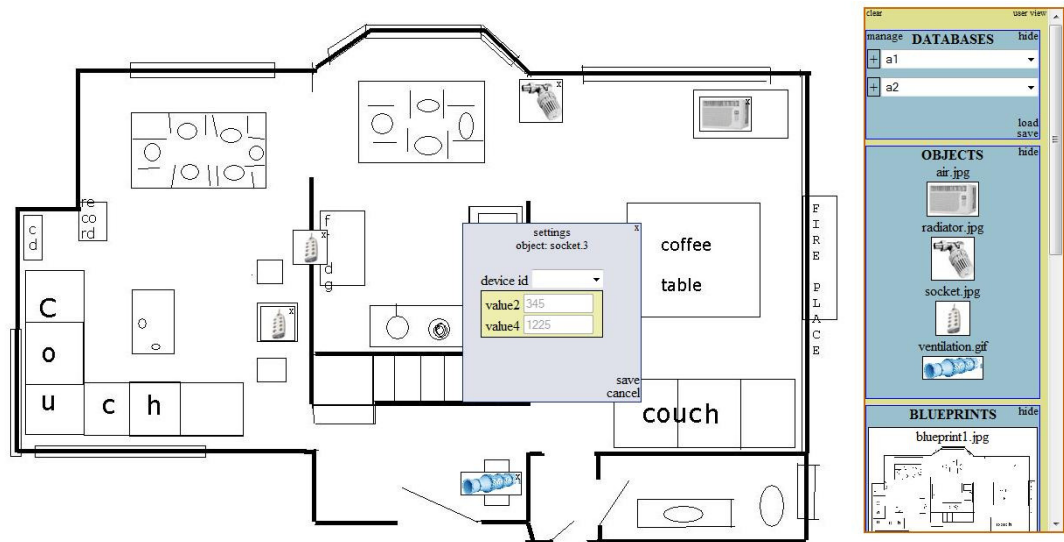 re
co
rd
cd
f
r
i
d
g
x
x
x
x
x
C
o
u c h
coffee
table
F
I
R
E
P
L
A
C
E
couch
settings x
object: socket.3
device id
value2 345
value4 1225
save
cancel
clear user view
manage DATABASES hide
+ a1
+ a2
load
save
OBJECTS hide
air.jpg
radiator.jpg
socket.jpg
ventilation.gif
BLUEPRINTS hide
blueprint1.jpg